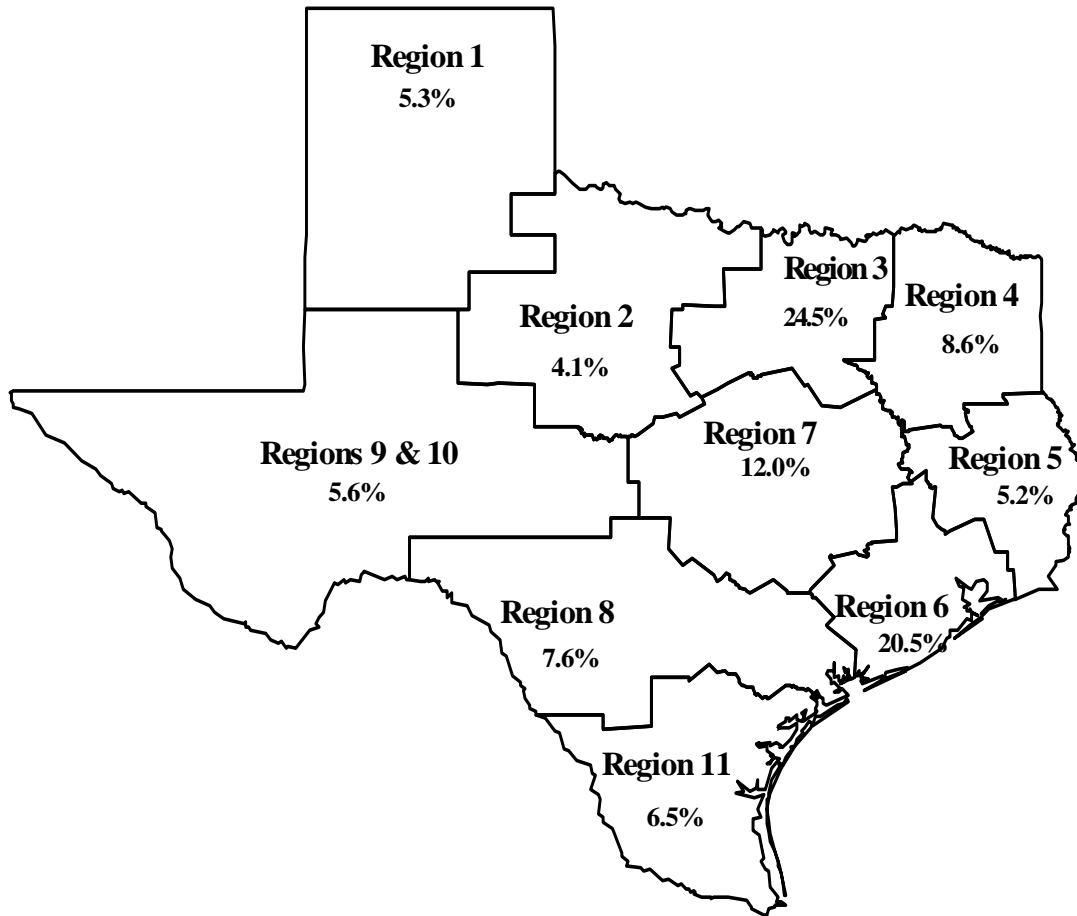 Region 1
5.3%
Region 3
24.5%
Region 4
8.6%
Region 2
4.1%
Region 7
12.0%
Regions 9 & 10
5.6%
Region 5
5.2%
Region 8
7.6%
Region 6
20.5%
Region 11
6.5%